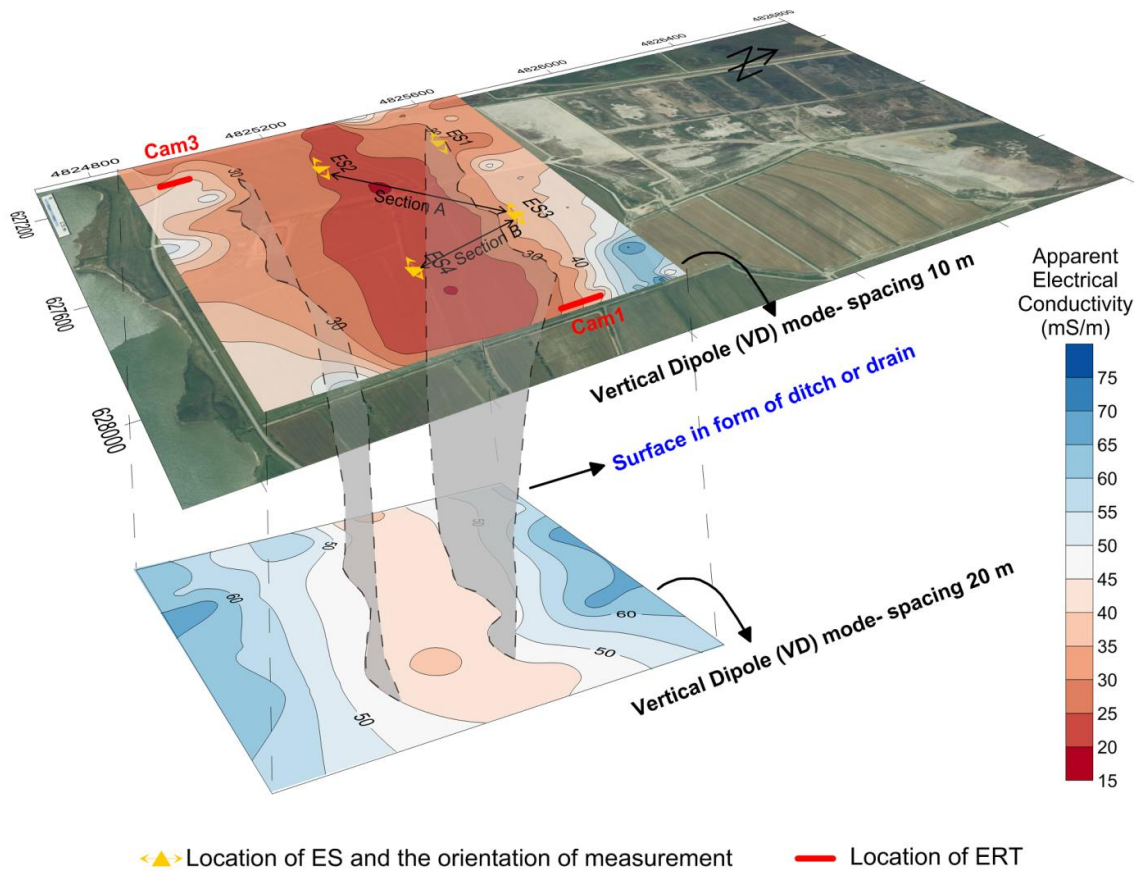 4826800
4826400
4826000
4825600
4825200
4824800
627200
627600
628000
N
Cam3
ES1
ES2
ES3
ES4
Section A
Section B
30
30
30
40
30
Cam1
Vertical Dipole (VD) mode- spacing 10 m
Surface in form of ditch or drain
50
50
60
60
50
50
Vertical Dipole (VD) mode- spacing 20 m
Apparent
Electrical
Conductivity
(mS/m)
75
70
65
60
55
50
45
40
35
30
25
20
15
Location of ES and the orientation of measurement
Location of ERT